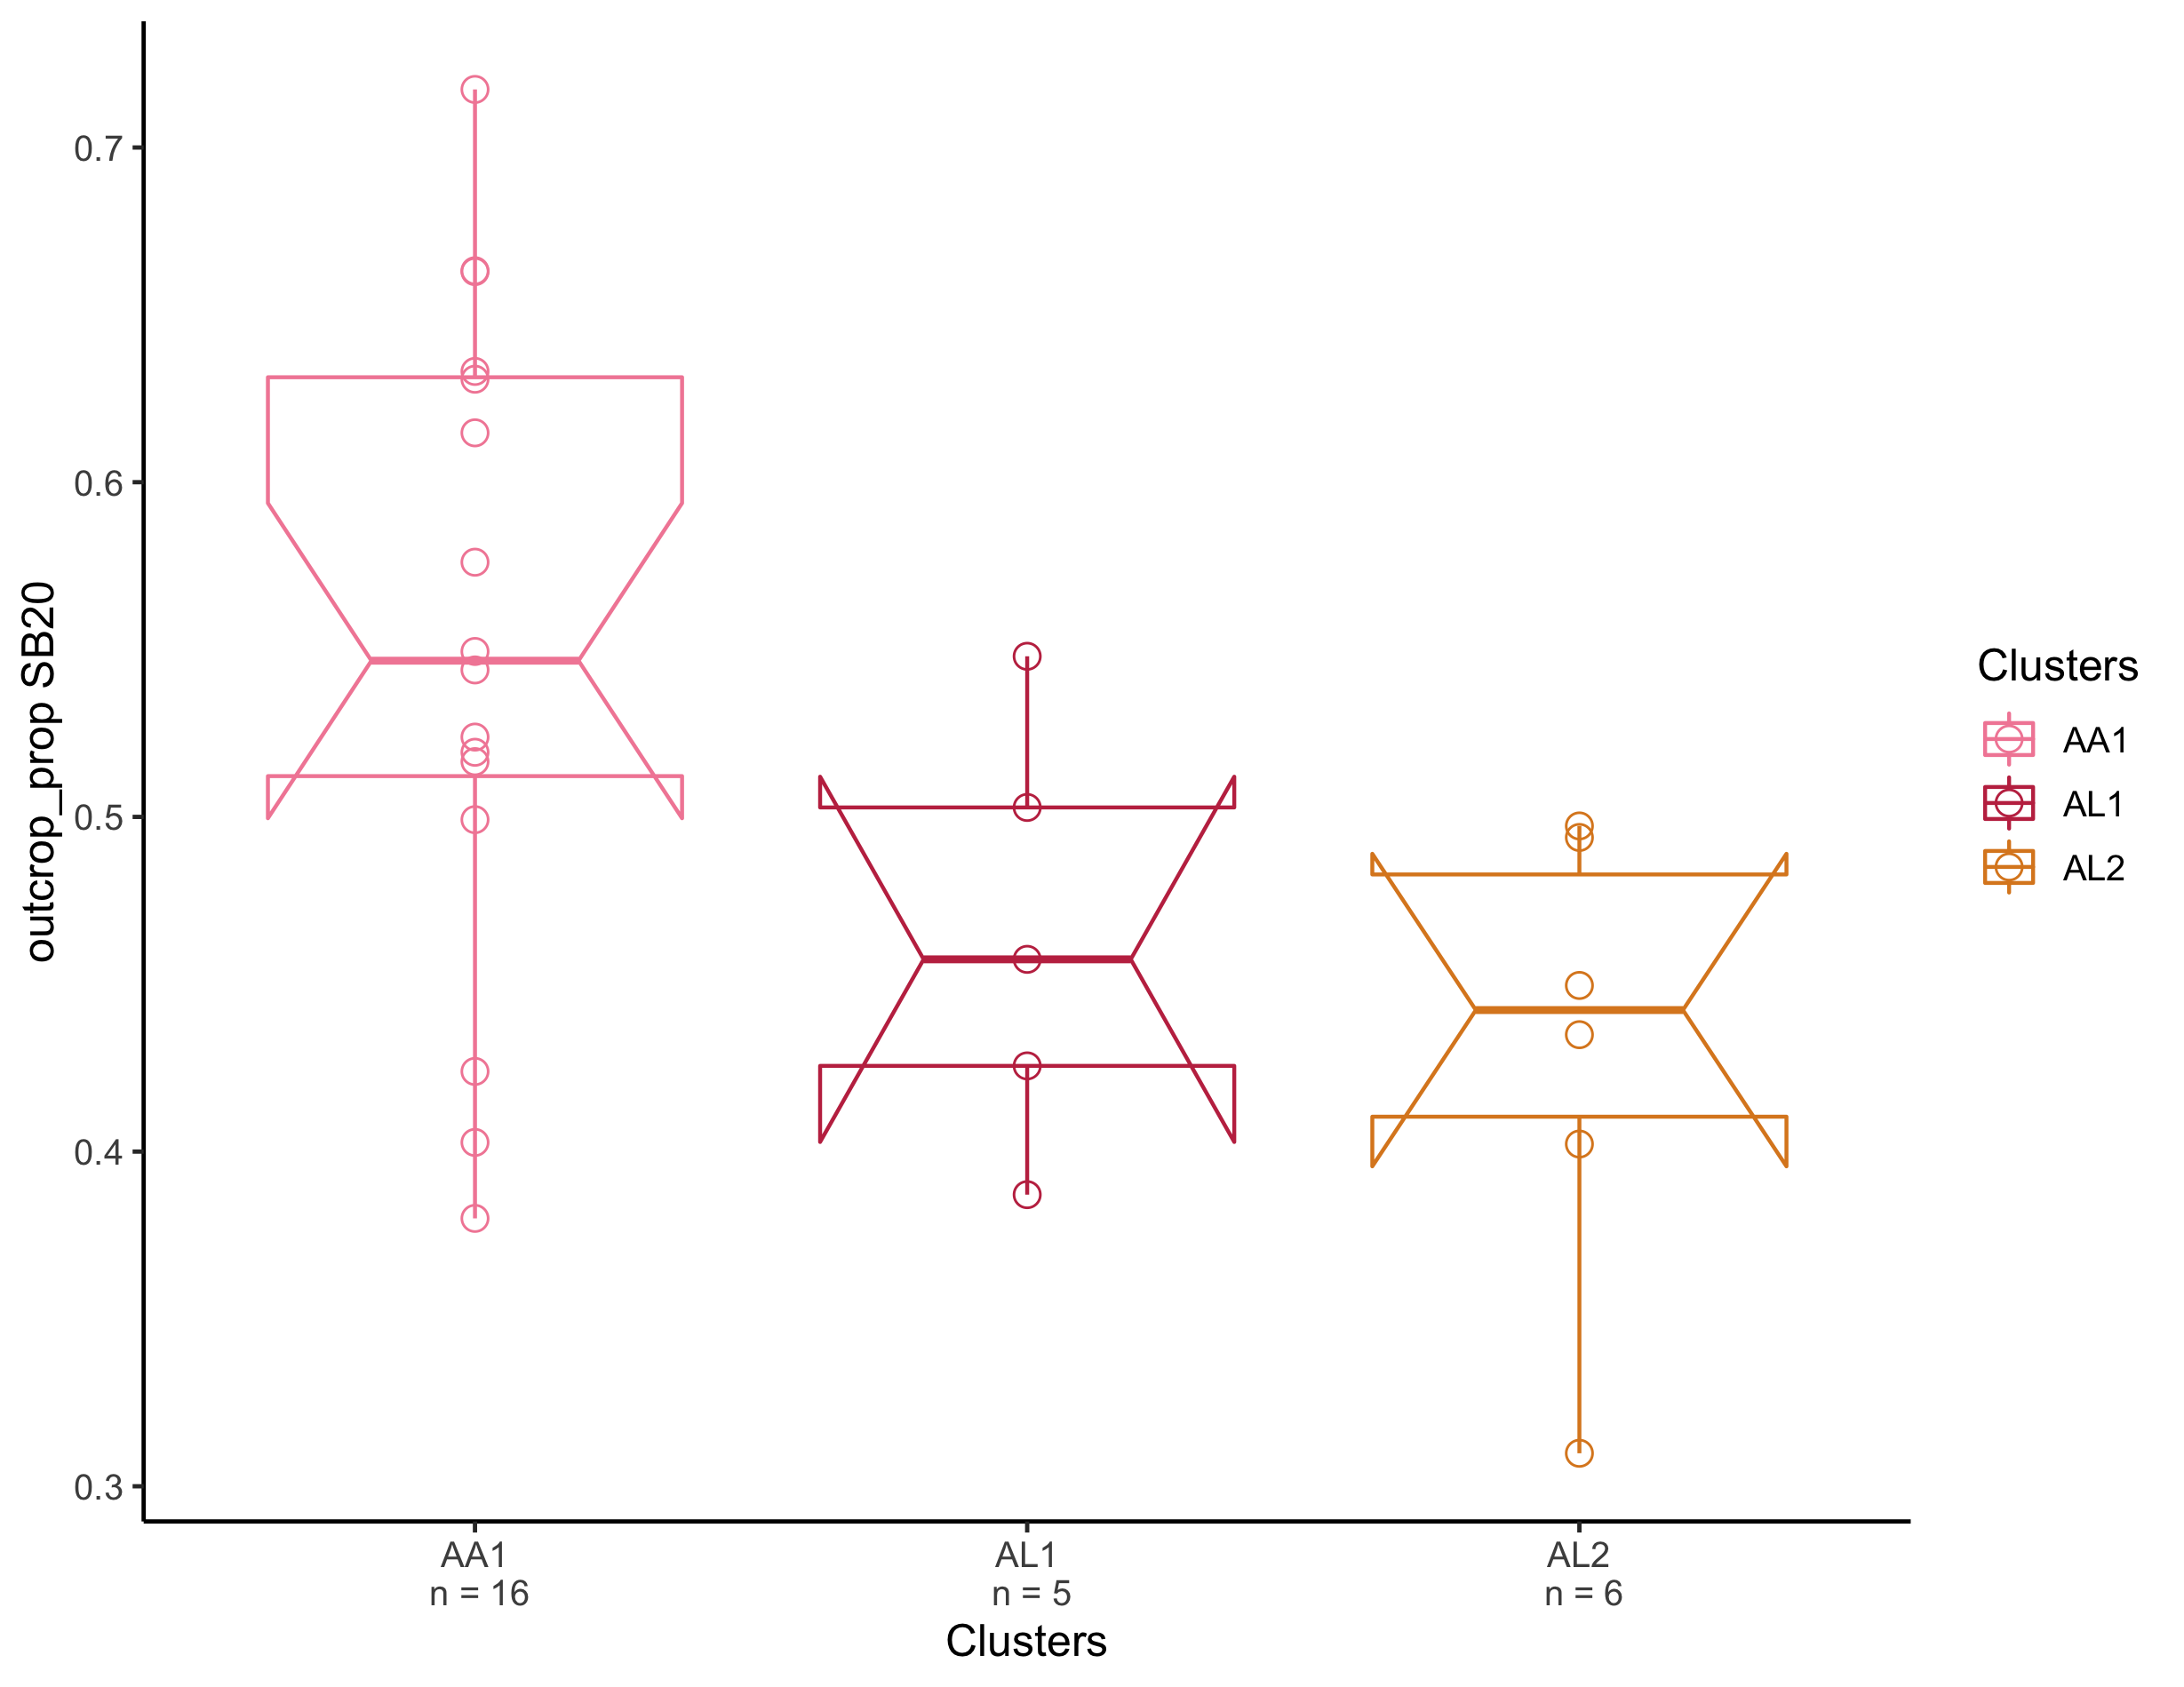 outcrop_prop SB20
0.7
0.6
0.5
0.4
0.3
AA1
n = 16
AL1
n = 5
AL2
n = 6
Clusters
Clusters
AA1
AL1
AL2